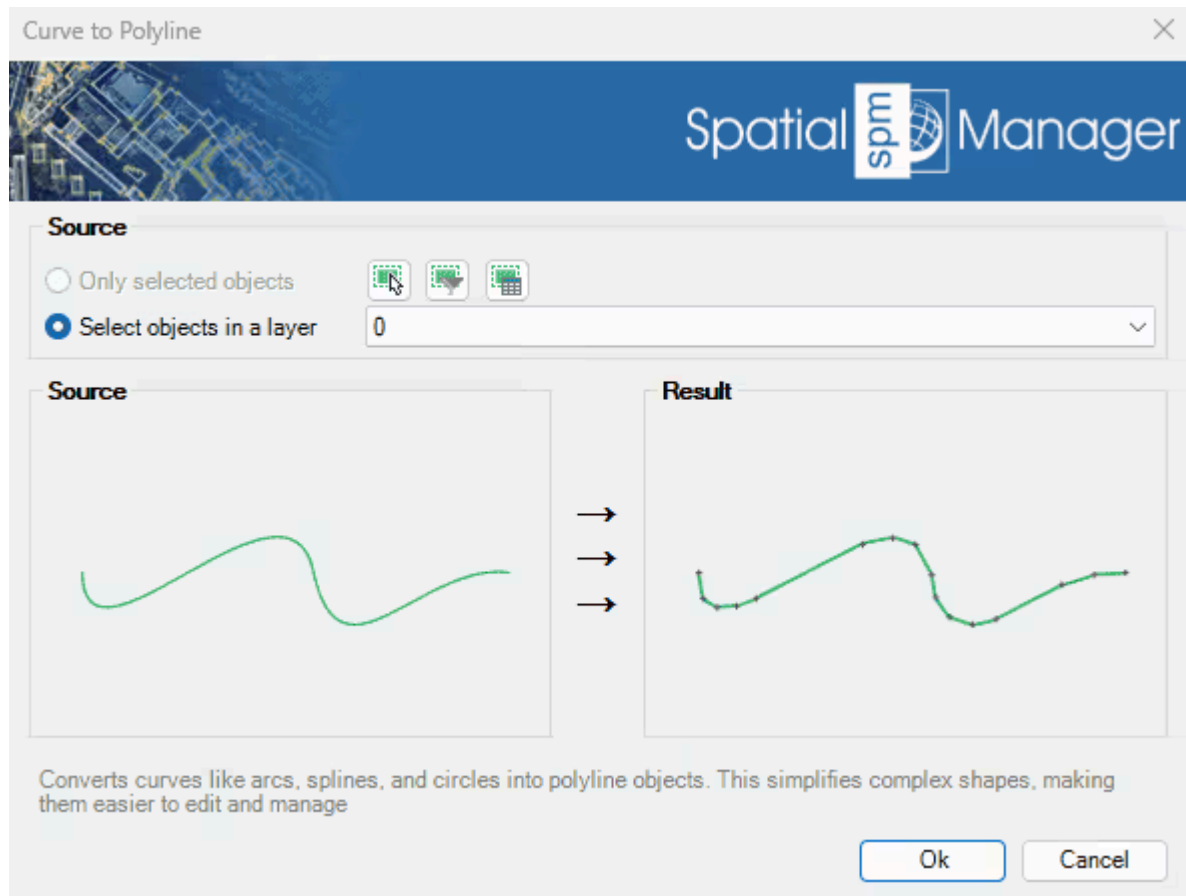 Curve to Polyline
Spatial spm Manager
Source
Only selected objects
Select objects in a layer 0
Source
Result
Converts curves like arcs, splines, and circles into polyline objects. This simplifies complex shapes, making
them easier to edit and manage
Ok Cancel